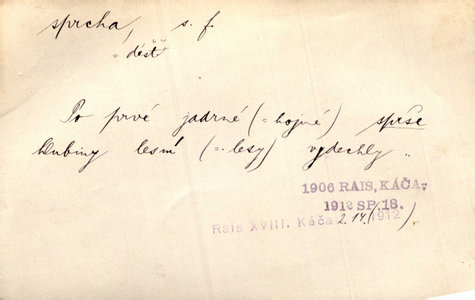 sprcha, s. f.
= déšť
Po prvé jadrné (= hojné) sprše
hlubiny lesní (= lesy) vydechly..
1906 RAIS, KÁČA,
1912 SP. 18.
Rais XVIII. Káča 2. 14. (1912).